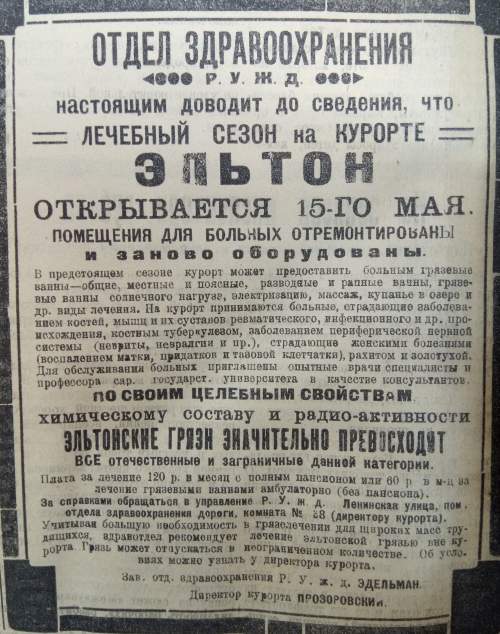 ОТДЕЛ ЗДРАВООХРАНЕНИЯ
Р. У. Ж. Д.
настоящим доводит до сведения, что
ЛЕЧЕБНЫЙ СЕЗОН на КУРОРТЕ
ЭЛЬТОН
ОТКРЫВАЕТСЯ 15-ГО МАЯ.
ПОМЕЩЕНИЯ ДЛЯ БОЛЬНЫХ ОТРЕМОНТИРОВАНЫ
и заново оборудованы.
В предстоящем сезоне курорт может предоставить больным грязевые
ванны—общие, местные и поясные, разводные и рапные ванны, грязе-
вые ванны солнечного нагрева, электризацию, массаж, купанье в озере и
др. виды лечения. На курорт принимаются больные, страдающие заболева-
нием костей, мышц и их суставов ревматического, инфекционного и др. про-
исхождения, костным туберкулезом, заболеванием периферической нервной
системы (невриты, невралгия и пр.), страдающие женскими болезнями
(воспалением матки, придатков и тазовой клетчатки), рахитом и золотухой.
Для обслуживания больных приглашены опытные врачи специалисты и
профессора сар. государст. университета в качестве консультантов.
ПО СВОИМ ЦЕЛЕБНЫМ СВОЙСТВАМ,
химическому составу и радио-активности
ЭЛЬТОНСКИЕ ГРЯЗИ ЗНАЧИТЕЛЬНО ПРЕВОСХОДЯТ
ВСЕ отечественные и заграничные данной категории.
Плата за лечение 120 р. в месяц с полным пансионом или 60 р. в м-ц за
лечение грязевыми ваннами амбулаторно (без пансиона).
За справками обращаться в управление Р. У. ж. д. Ленинская улица, пом.
отдела здравоохранения дороги, комната № 28 (директору курорта).
Учитывая большую необходимость в грязелечении для широких масс тру-
дящихся, здравотдел рекомендует лечение эльтонской грязью вне ку-
рорта. Грязь может отпускаться в неограниченном количестве. Об усло-
виях можно узнать у директора курорта.
Зав. отд. здравоохранения Р. У. ж. д. ЭДЕЛЬМАН.
Директор курорта ПРОЗОРОВСКИЙ.